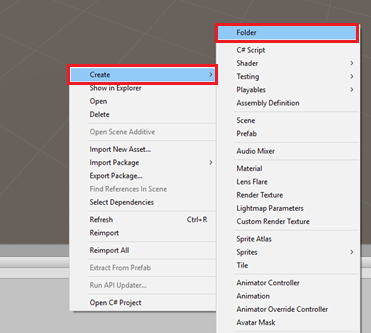 Create
Show in Explorer
Open
Delete
Open Scene Additive
Import New Asset...
Import Package
Export Package...
Find References In Scene
Select Dependencies
Refresh Ctrl+R
Reimport
Reimport All
Extract From Prefab
Run API Updater...
Open C# Project
Folder
C# Script
Shader
Testing
Playables
Assembly Definition
Scene
Prefab
Audio Mixer
Material
Lens Flare
Render Texture
Lightmap Parameters
Custom Render Texture
Sprite Atlas
Sprites
Tile
Animator Controller
Animation
Animator Override Controller
Avatar Mask